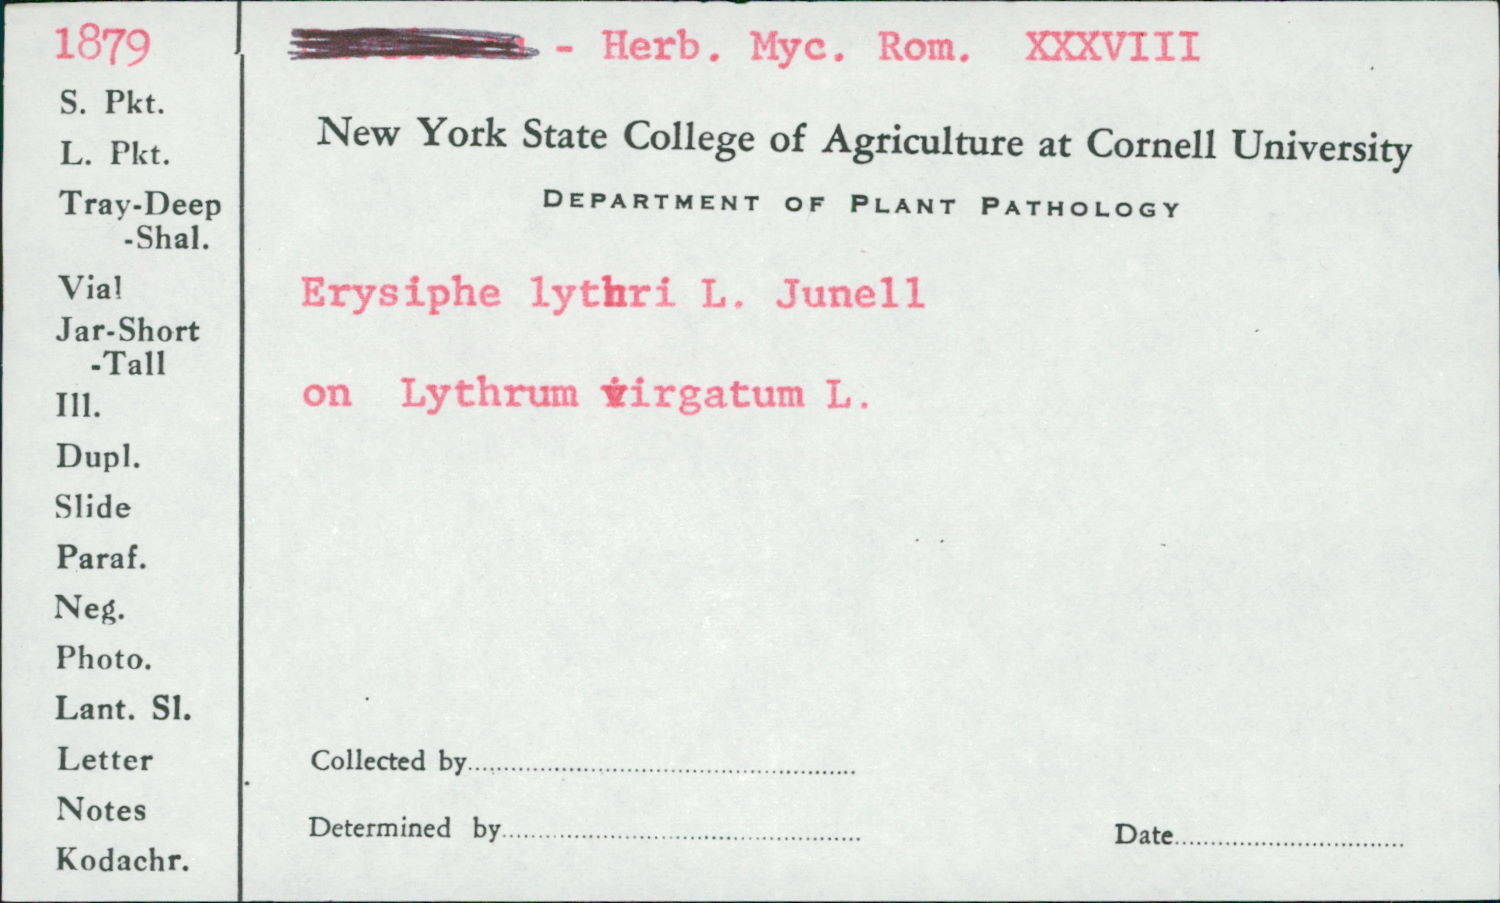 1879
- Herb. Myc. Rom. XXXVIII
S. Pkt.
L. Pkt.
Tray-Deep
-Shal.
Vial
Jar-Short
-Tall
Ill.
Dupl.
Slide
Paraf.
Neg.
Photo.
Lant. Sl.
Letter
Notes
Kodachr.
New York State College of Agriculture at Cornell University
DEPARTMENT OF PLANT PATHOLOGY
Erysiphe lythri L. Junell
on Lythrum virgatum L.
Collected by
Determined by
Date